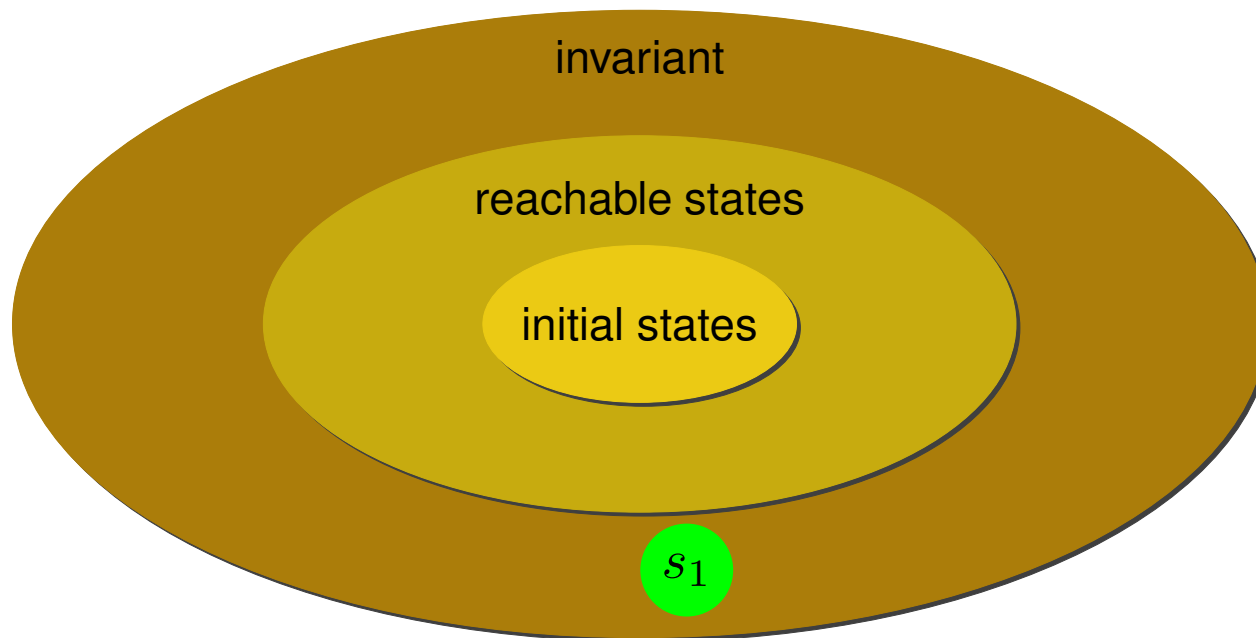 invariant
reachable states
initial states
s₁